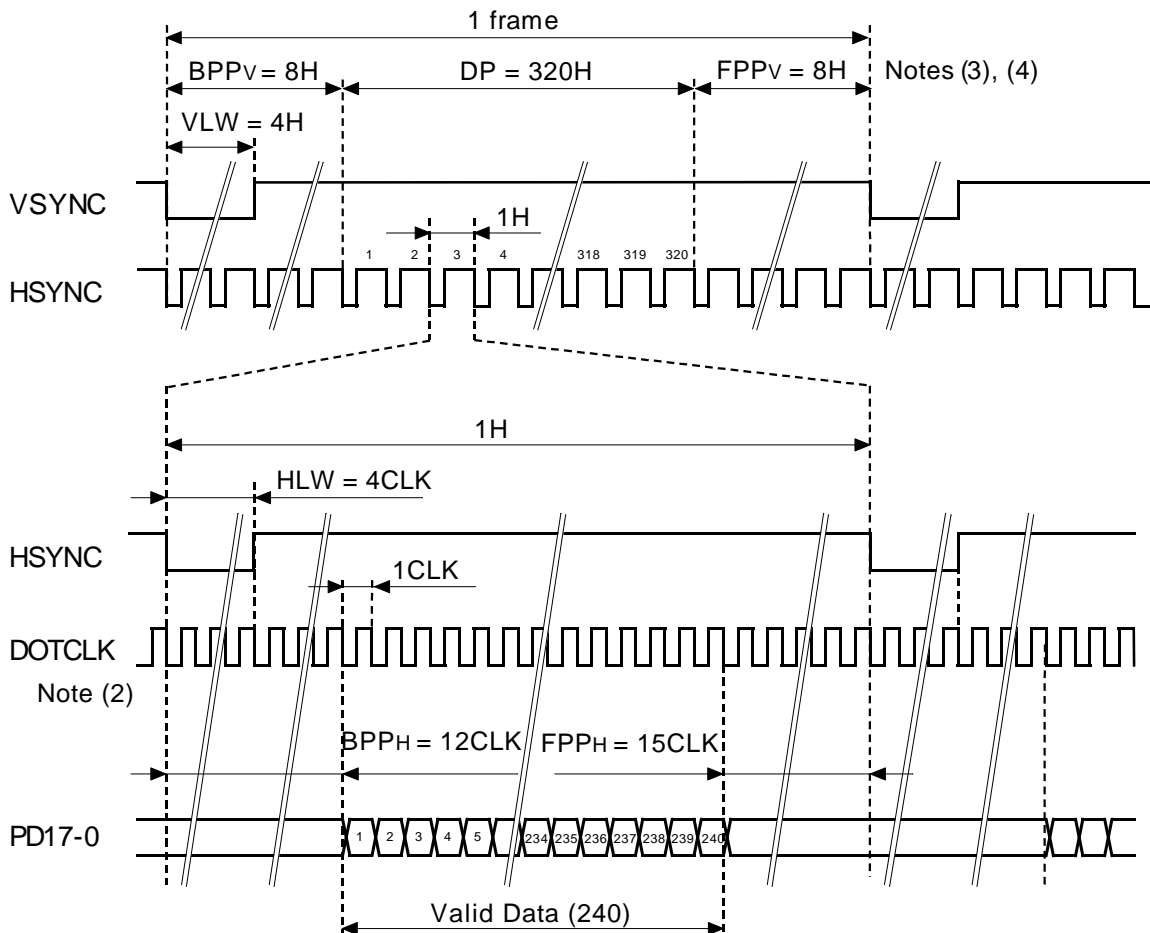 1 frame
BPPV = 8H DP = 320H FPPV = 8H Notes (3), (4)
VLW = 4H
VSYNC
1H
1 2 3 4 318 319 320
HSYNC
1H
HLW = 4CLK
HSYNC
1CLK
DOTCLK
Note (2)
BPPH = 12CLK FPPH = 15CLK
PD17-0
1 2 3 4 5 234 235 236 237 238 239 240
Valid Data (240)